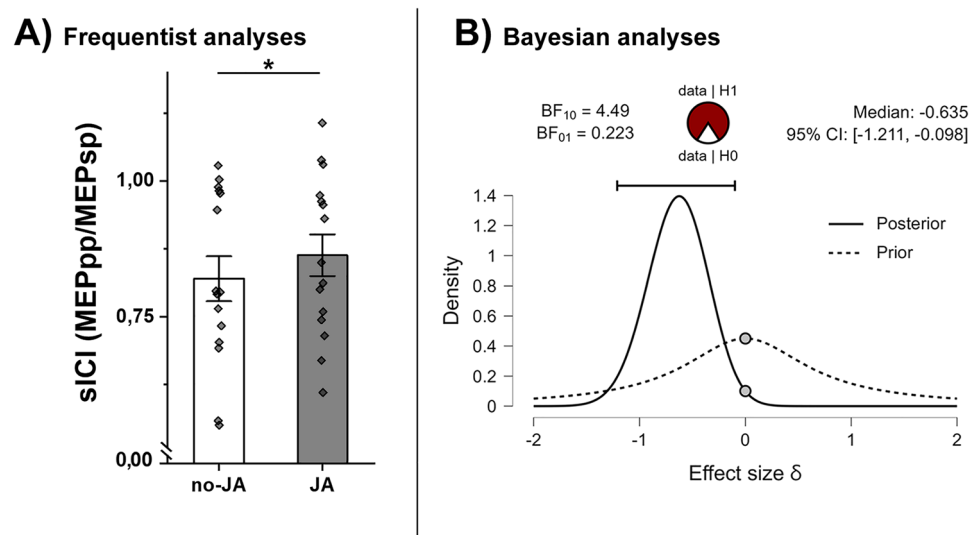 A) Frequentist analyses
*
sICI (MEPpp/MEPsp)
1,00
0,75
0,00
no-JA
JA
B) Bayesian analyses
BF10 = 4.49
BF01 = 0.223
data | H1
data | H0
Median: -0.635
95% CI: [-1.211, -0.098]
Density
1.4
1.2
1
0.8
0.6
0.4
0.2
0
Posterior
Prior
-2
-1
0
1
2
Effect size δ